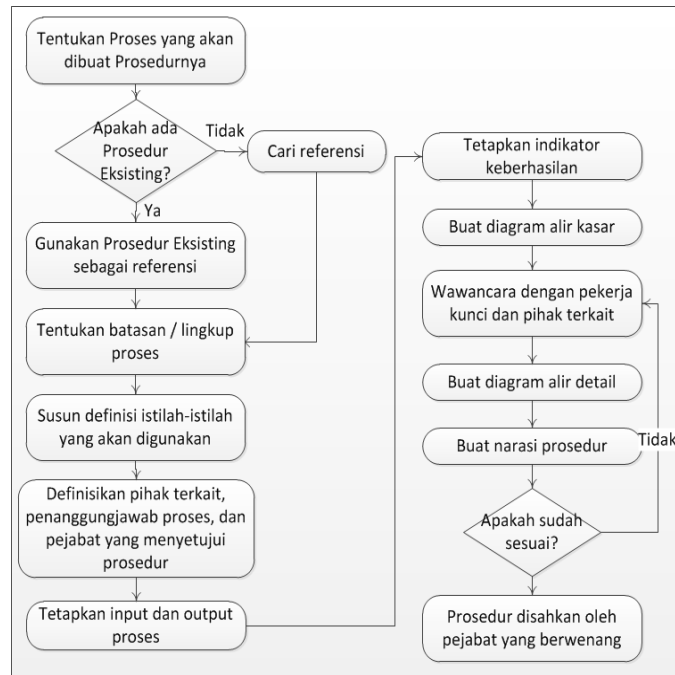 Tentukan Proses yang akan
dibuat Prosedurnya
Apakah ada
Prosedur
Eksisting?
Tidak
Cari referensi
Ya
Gunakan Prosedur Eksisting
sebagai referensi
Tentukan batasan / lingkup
proses
Susun definisi istilah-istilah
yang akan digunakan
Definisikan pihak terkait,
penanggungjawab proses, dan
pejabat yang menyetujui
prosedur
Tetapkan input dan output
proses
Tetapkan indikator
keberhasilan
Buat diagram alir kasar
Wawancara dengan pekerja
kunci dan pihak terkait
Buat diagram alir detail
Buat narasi prosedur
Tidak
Apakah sudah
sesuai?
Prosedur disahkan oleh
pejabat yang berwenang